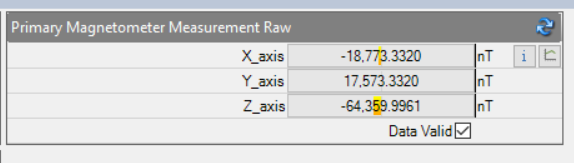 Primary Magnetometer Measurement Raw
X_axis -18,773.3320 nT i
Y_axis 17,573.3320 nT
Z_axis -64,359.9961 nT
Data Valid